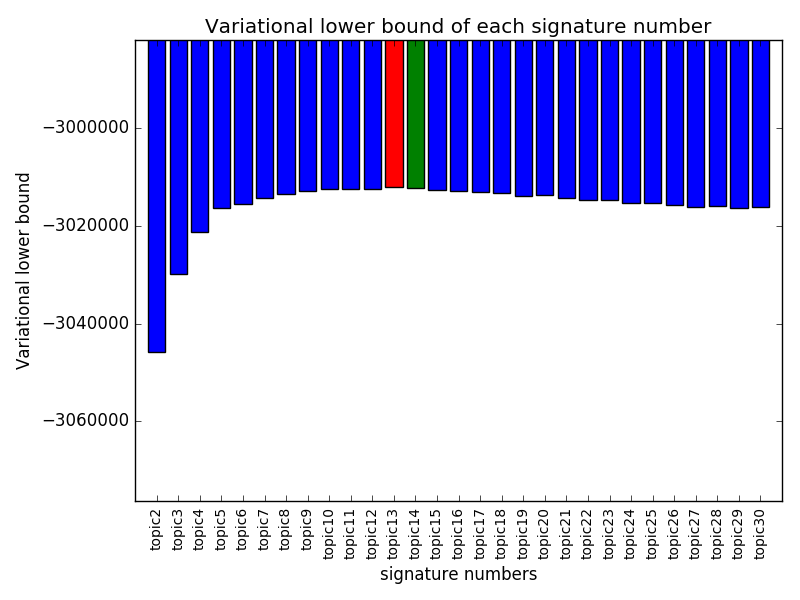 Variational lower bound of each signature number
Variational lower bound
−3000000
−3020000
−3040000
−3060000
topic2
topic3
topic4
topic5
topic6
topic7
topic8
topic9
topic10
topic11
topic12
topic13
topic14
topic15
topic16
topic17
topic18
topic19
topic20
topic21
topic22
topic23
topic24
topic25
topic26
topic27
topic28
topic29
topic30
signature numbers